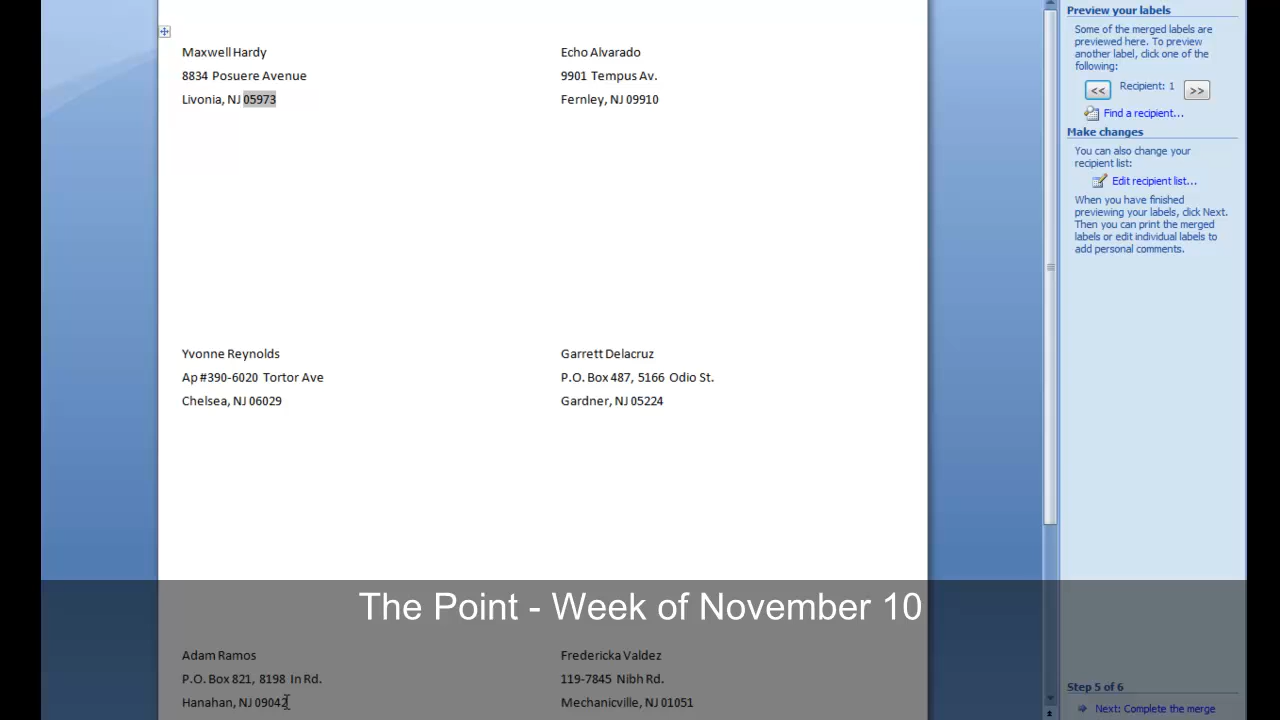 Maxwell Hardy
8834 Posuere Avenue
Livonia, NJ 05973
Echo Alvarado
9901 Tempus Av.
Fernley, NJ 09910
Yvonne Reynolds
Ap #390-6020 Tortor Ave
Chelsea, NJ 06029
Garrett Delacruz
P.O. Box 487, 5166 Odio St.
Gardner, NJ 05224
Adam Ramos
P.O. Box 821, 8198 In Rd.
Hanahan, NJ 09042
Fredericka Valdez
119-7845 Nibh Rd.
Mechanicville, NJ 01051
The Point - Week of November 10
Preview your labels
Some of the merged labels are
previewed here. To preview
another label, click one of the
following:
<< Recipient: 1 >>
Find a recipient...
Make changes
You can also change your
recipient list:
Edit recipient list...
When you have finished
previewing your labels, click Next.
Then you can print the merged
labels or edit individual labels to
add personal comments.
Step 5 of 6
Next: Complete the merge